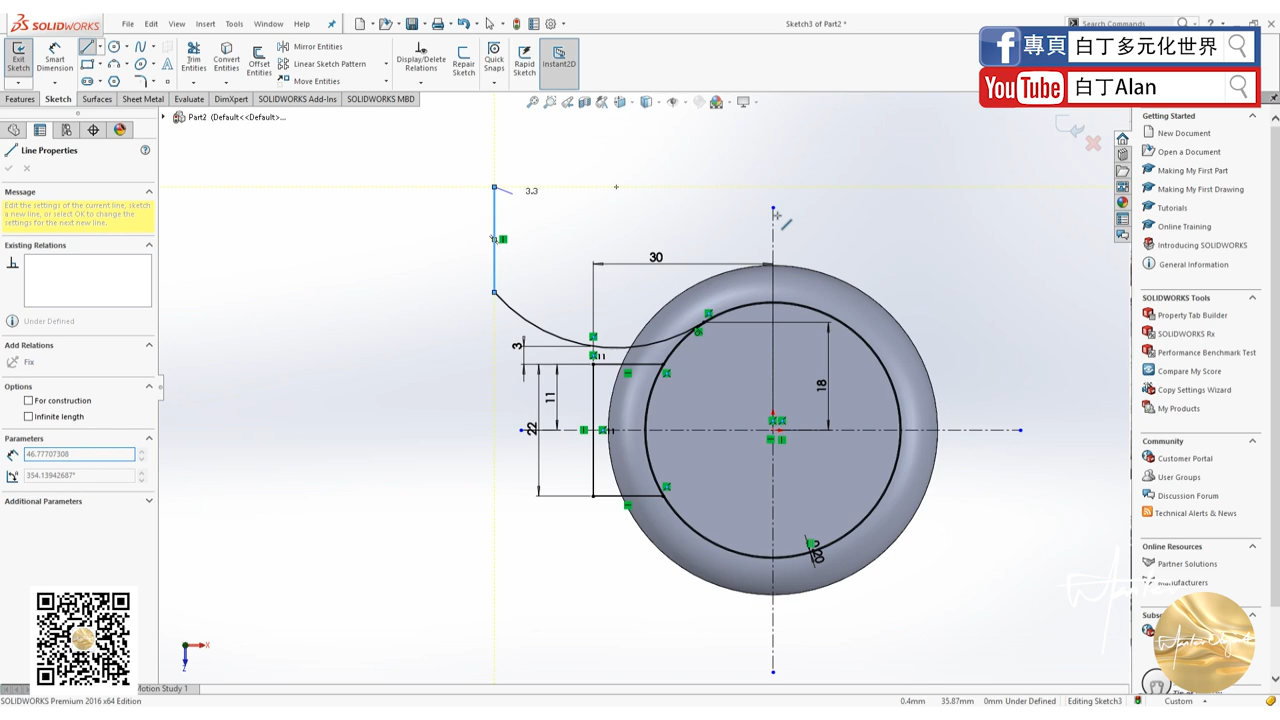 SOLIDWORKS
File Edit View Insert Tools Window Help
Sketch3 of Part2 *
Search Commands
專頁 白丁多元化世界
YouTube 白丁Alan
Exit Sketch
Smart Dimension
Trim Entities
Convert Entities
Offset Entities
Mirror Entities
Linear Sketch Pattern
Move Entities
Display/Delete Relations
Repair Sketch
Quick Snaps
Rapid Sketch
Instant2D
Features Sketch Surfaces Sheet Metal Evaluate DimXpert SOLIDWORKS Add-Ins SOLIDWORKS MBD
Part2 (Default<<Default>...
Line Properties
Message
Edit the settings of the current line, sketch
a new line, or select OK to change the
settings for the next new line.
Existing Relations
Under Defined
Add Relations
Fix
Options
For construction
Infinite length
Parameters
46.77707308
354.13942687°
Additional Parameters
3.3
30
3
11
22
18
Getting Started
New Document
Open a Document
Making My First Part
Making My First Drawing
Tutorials
Online Training
Introducing SOLIDWORKS
General Information
SOLIDWORKS Tools
Property Tab Builder
SOLIDWORKS Rx
Performance Benchmark Test
Compare My Score
Copy Settings Wizard
My Products
Community
Customer Portal
User Groups
Discussion Forum
Technical Alerts & News
Online Resources
Partner Solutions
Manufacturers
Motion Study 1
SOLIDWORKS Premium 2016 x64 Edition
0.4mm 35.87mm 0mm Under Defined Editing Sketch3 Custom